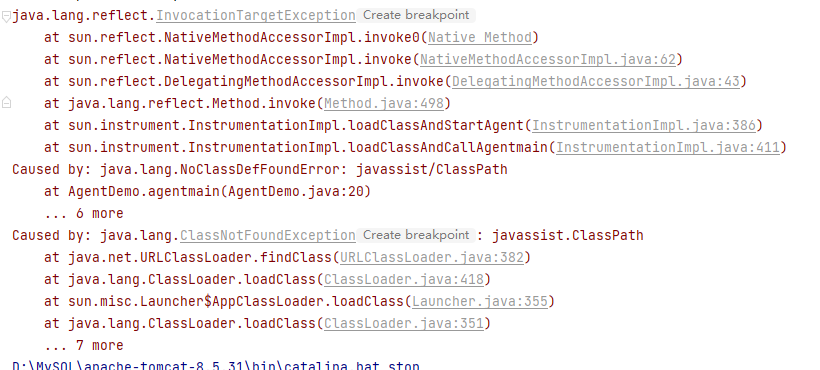 java.lang.reflect.InvocationTargetException Create breakpoint
at sun.reflect.NativeMethodAccessorImpl.invoke0(Native Method)
at sun.reflect.NativeMethodAccessorImpl.invoke(NativeMethodAccessorImpl.java:62)
at sun.reflect.DelegatingMethodAccessorImpl.invoke(DelegatingMethodAccessorImpl.java:43)
at java.lang.reflect.Method.invoke(Method.java:498)
at sun.instrument.InstrumentationImpl.loadClassAndStartAgent(InstrumentationImpl.java:386)
at sun.instrument.InstrumentationImpl.loadClassAndCallAgentmain(InstrumentationImpl.java:411)
Caused by: java.lang.NoClassDefFoundError: javassist/ClassPath
at AgentDemo.agentmain(AgentDemo.java:20)
... 6 more
Caused by: java.lang.ClassNotFoundException Create breakpoint : javassist.ClassPath
at java.net.URLClassLoader.findClass(URLClassLoader.java:382)
at java.lang.ClassLoader.loadClass(ClassLoader.java:418)
at sun.misc.Launcher$AppClassLoader.loadClass(Launcher.java:355)
at java.lang.ClassLoader.loadClass(ClassLoader.java:351)
... 7 more
D:\MySQL\apache-tomcat-8.5.31\bin\catalina.bat stop